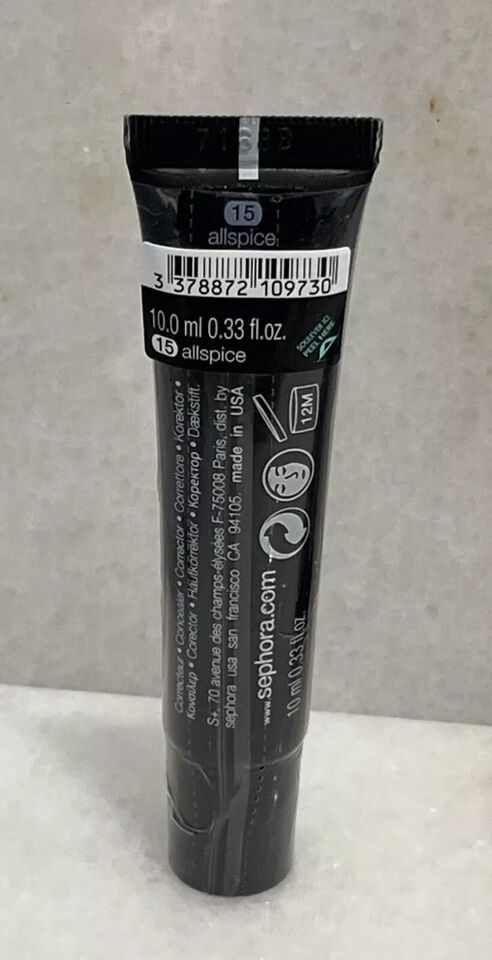 15
allspice
3 378872 109730
10.0 ml 0.33 fl.oz.
15 allspice
SOULEVER ICI
PEEL HERE
12M
Correcteur • Concealer • Corrector • Correttore • Korektor •
Κονσίλερ • Corector • Hautkorrektor • Коректор • Dækstift.
S+, 70 avenue des champs-élysées F-75008 Paris, dist. by
sephora usa san francisco CA 94105. made in USA
www.sephora.com
10 ml 0.33 fl.oz.